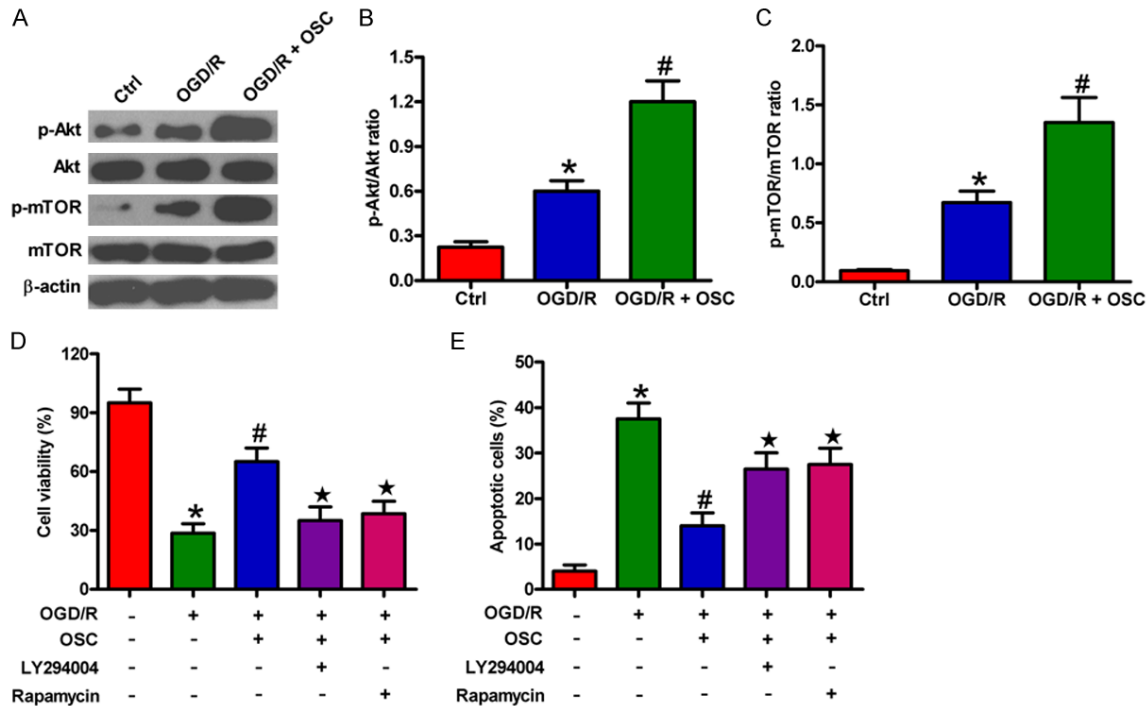 A
Ctrl
OGD/R
OGD/R + OSC
p-Akt
Akt
p-mTOR
mTOR
β-actin
B
p-Akt/Akt ratio
1.5
1.2
0.9
0.6
0.3
0.0
*
#
Ctrl
OGD/R
OGD/R + OSC
C
p-mTOR/mTOR ratio
2.0
1.5
1.0
0.5
0.0
*
#
Ctrl
OGD/R
OGD/R + OSC
D
Cell viability (%)
120
90
60
30
0
*
#
★
★
OGD/R - + + + +
OSC - - + + +
LY294004 - - - + -
Rapamycin - - - - +
E
Apoptotic cells (%)
50
40
30
20
10
0
*
#
★
★
OGD/R - + + + +
OSC - - + + +
LY294004 - - - + -
Rapamycin - - - - +